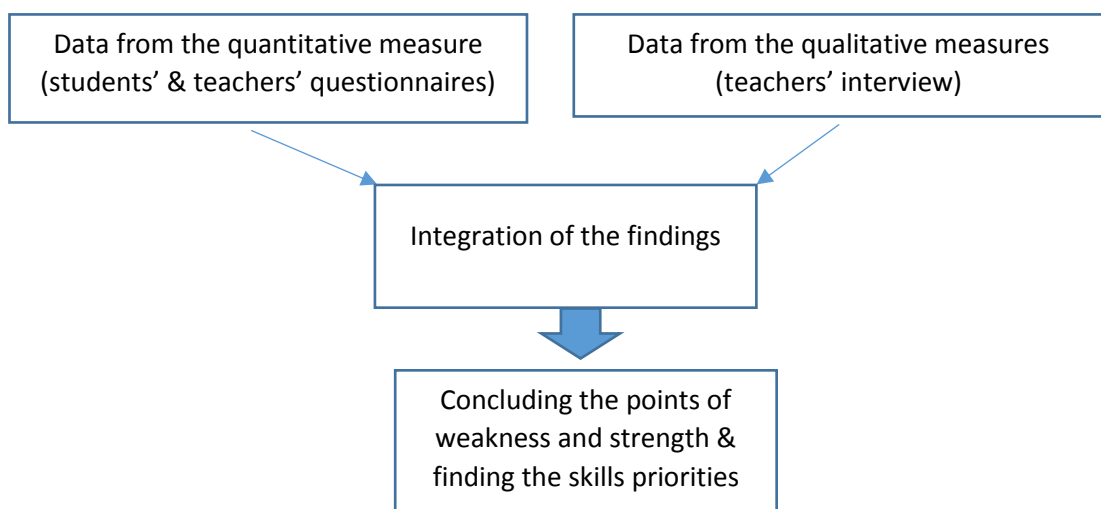 Data from the quantitative measure
(students’ & teachers’ questionnaires)
Data from the qualitative measures
(teachers’ interview)
Integration of the findings
Concluding the points of
weakness and strength &
finding the skills priorities